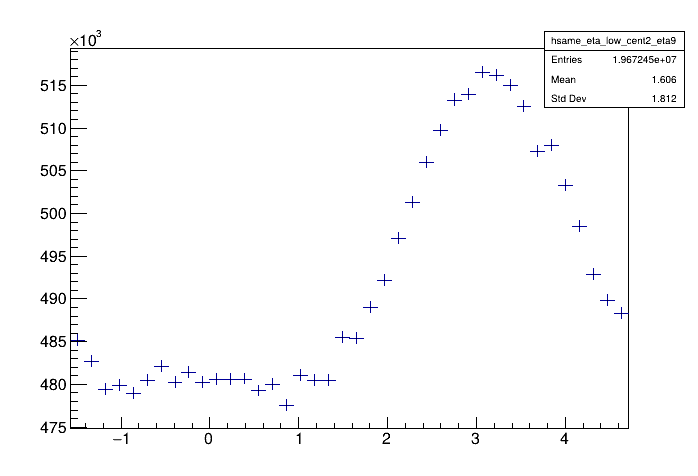 ×10³
hsame_eta_low_cent2_eta9
Entries 1.967245e+07
Mean 1.606
Std Dev 1.812
515
510
505
500
495
490
485
480
475
−1 0 1 2 3 4